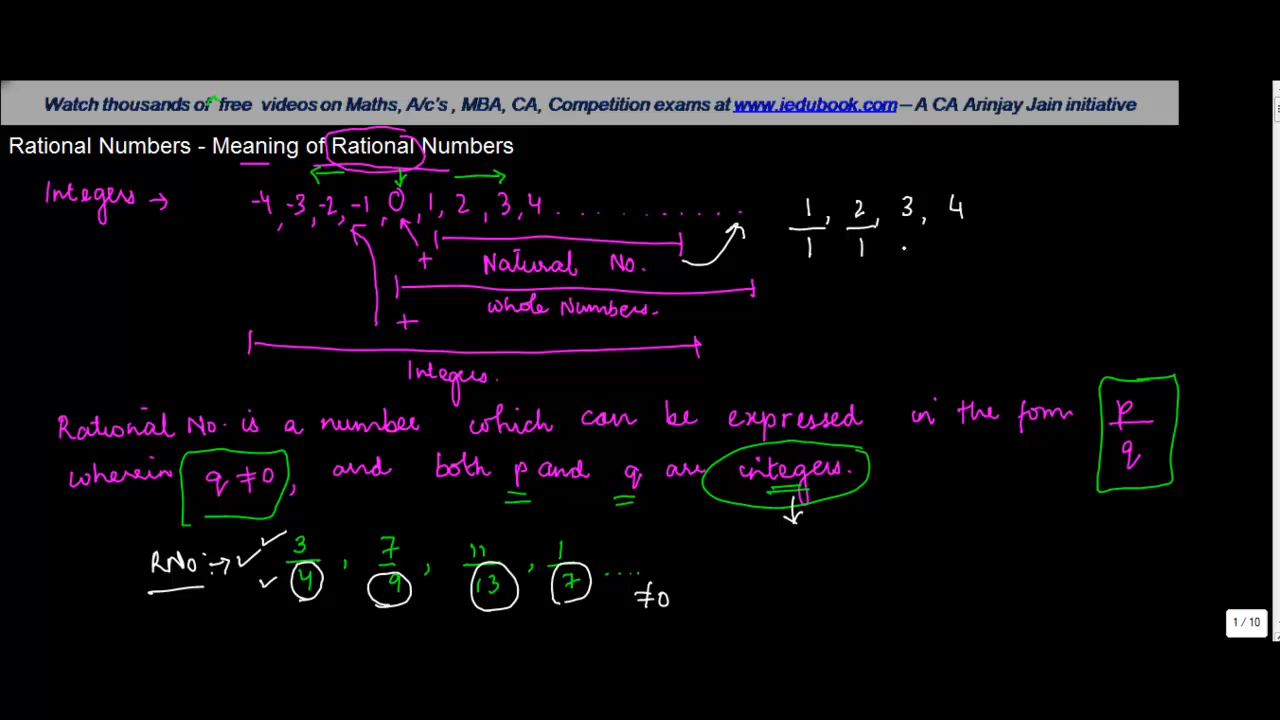 Watch thousands of free videos on Maths, A/c's , MBA, CA, Competition exams at www.iedubook.com – A CA Arinjay Jain initiative
Rational Numbers - Meaning of Rational Numbers
Integers → -4, -3, -2, -1, 0, 1, 2, 3, 4 ..............
1/1, 2/1, 3, 4
+ Natural No.
whole Numbers.
+
Integers.
Rational No. is a number which can be expressed in the form p/q
wherein q ≠ 0, and both p and q are integers.
R No:→ 3/4, 7/9, 11/13, 1/7 .....
≠0
1 / 10